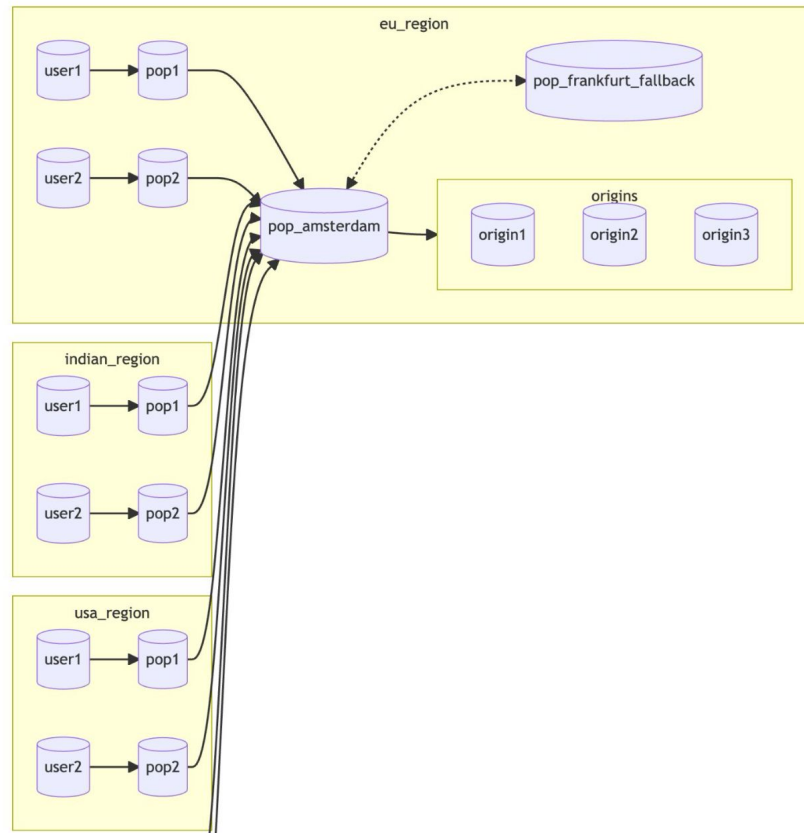 eu_region
user1
pop1
pop_frankfurt_fallback
user2
pop2
pop_amsterdam
origins
origin1
origin2
origin3
indian_region
user1
pop1
user2
pop2
usa_region
user1
pop1
user2
pop2